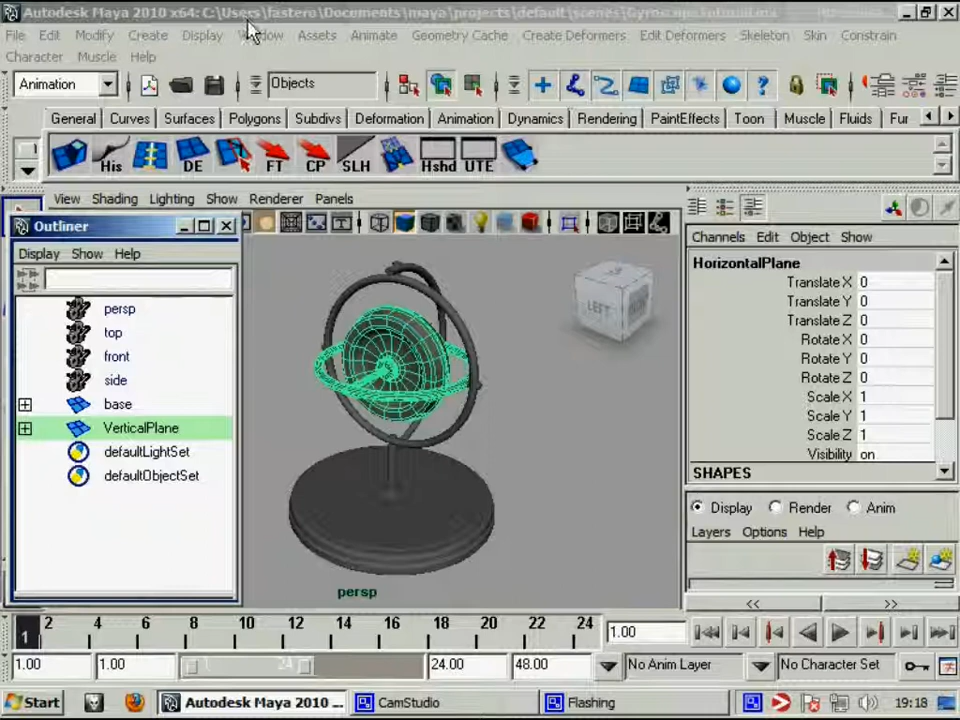 Autodesk Maya 2010 x64: C:\Users\fastero\Documents\maya\projects\default\scenes\
File Edit Modify Create Display Window Assets Animate Geometry Cache Create Deformers Edit Deformers Skeleton Skin Constrain
Character Muscle Help
Animation Objects
General Curves Surfaces Polygons Subdivs Deformation Animation Dynamics Rendering PaintEffects Toon Muscle Fluids Fur
His DE FT CP SLH Hshd UTE
View Shading Lighting Show Renderer Panels
Outliner
Display Show Help
persp
top
front
side
base
VerticalPlane
defaultLightSet
defaultObjectSet
LEFT
persp
Channels Edit Object Show
HorizontalPlane
Translate X 0
Translate Y 0
Translate Z 0
Rotate X 0
Rotate Y 0
Rotate Z 0
Scale X 1
Scale Y 1
Scale Z 1
Visibility on
SHAPES
Display Render Anim
Layers Options Help
<< >>
1 2 4 6 8 10 12 14 16 18 20 22 24 1.00
1.00 1.00 1 24 24.00 48.00 No Anim Layer No Character Set
Start Autodesk Maya 2010 ... CamStudio Flashing 19:18